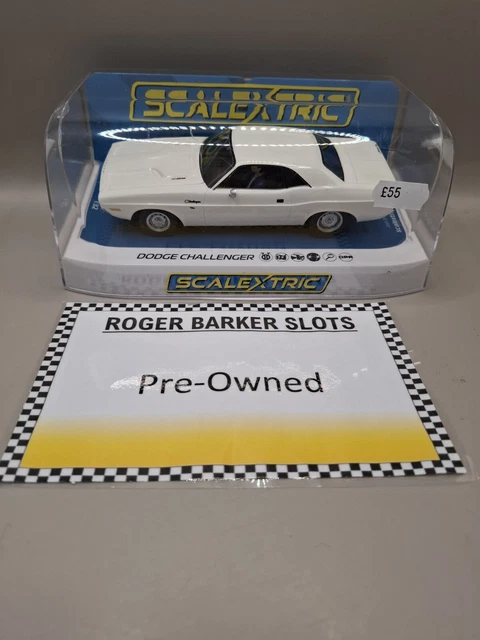 SCALEXTRIC
Challenger
£55
DODGE CHALLENGER
SCALEXTRIC
ROGER BARKER SLOTS
Pre-Owned